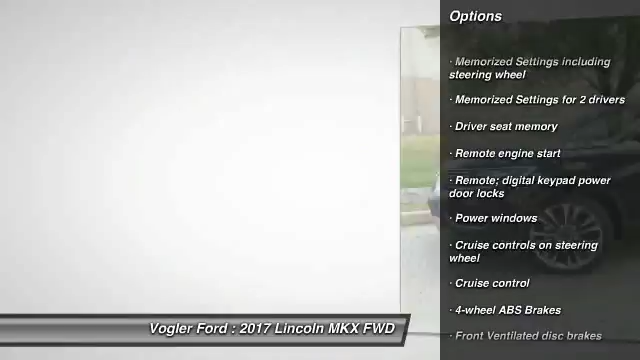 Options
· Memorized Settings including
steering wheel
· Memorized Settings for 2 drivers
· Driver seat memory
· Remote engine start
· Remote; digital keypad power
door locks
· Power windows
· Cruise controls on steering
wheel
· Cruise control
· 4-wheel ABS Brakes
· Front Ventilated disc brakes
Vogler Ford : 2017 Lincoln MKX FWD